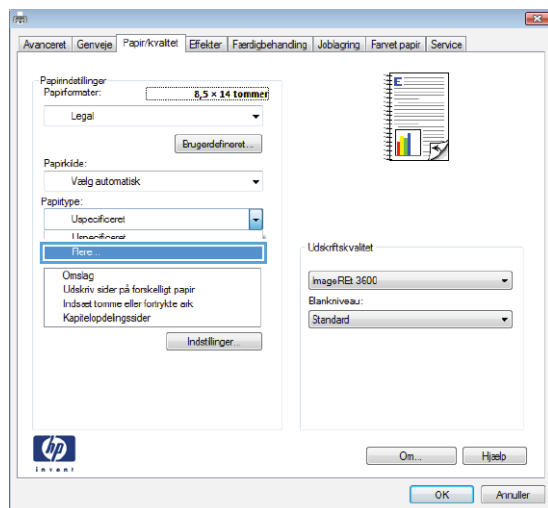 Avanceret Genveje Papir/kvalitet Effekter Færdigbehandling Joblagring Farvet papir Service
Papirindstillinger
Papirformater: 8,5 × 14 tommer
Legal
Brugerdefineret...
Papirkilde:
Vælg automatisk
Papirtype:
Uspecificeret
Uspecificeret
Flere...
Omslag
Udskriv sider på forskelligt papir
Indsæt tomme eller fortrykte ark
Kapitelopdelingssider
Indstillinger...
E
Udskriftskvalitet
ImageREt 3600
Blankniveau:
Standard
hp
invent
Om... Hjælp
OK Annuller